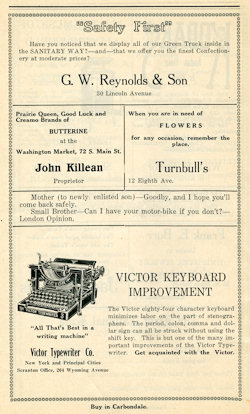 "Safety First"
Have you noticed that we display all of our Green Truck inside in
the SANITARY WAY?—and—that we offer you the finest Confection-
ery at moderate prices?
G. W. Reynolds & Son
30 Lincoln Avenue
Prairie Queen, Good Luck and
Creamo Brands of
BUTTERINE
at the
Washington Market, 72 S. Main St.
John Killean
Proprietor
When you are in need of
FLOWERS
for any occasion, remember the
place.
Turnbull's
12 Eighth Ave.
Mother (to newly enlisted son)—Goodby, and I hope you'll
come back safely.
Small Brother—Can I have your motor-bike if you don't?—
London Opinion.
"All That's Best in a
writing machine"
Victor Typewriter Co.
New York and Principal Cities
Scranton Office, 204 Wyoming Avenue
VICTOR KEYBOARD
IMPROVEMENT
The Victor eighty-four character keyboard
minimizes labor on the part of stenogra-
phers. The period, colon, comma and dol-
lar sign can all be struck without using the
shift key. This is but one of the many im-
portant improvements of the Victor Type-
writer. Get acquainted with the Victor.
Buy in Carbondale.